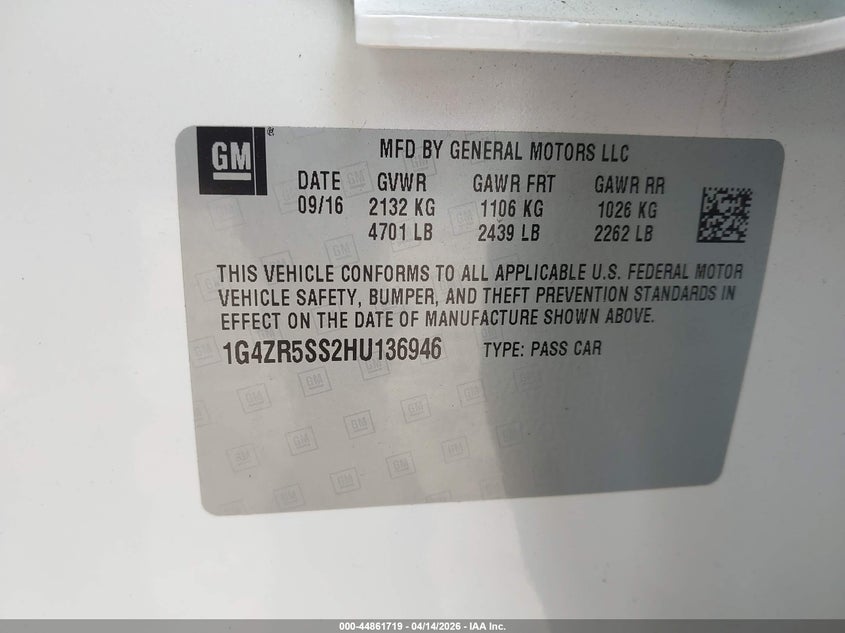 GM
MFD BY GENERAL MOTORS LLC
DATE GVWR GAWR FRT GAWR RR
09/16 2132 KG 1106 KG 1026 KG
4701 LB 2439 LB 2262 LB
THIS VEHICLE CONFORMS TO ALL APPLICABLE U.S. FEDERAL MOTOR
VEHICLE SAFETY, BUMPER, AND THEFT PREVENTION STANDARDS IN
EFFECT ON THE DATE OF MANUFACTURE SHOWN ABOVE.
1G4ZR5SS2HU136946 TYPE: PASS CAR
000-44861719 - 04/14/2026 - IAA Inc.